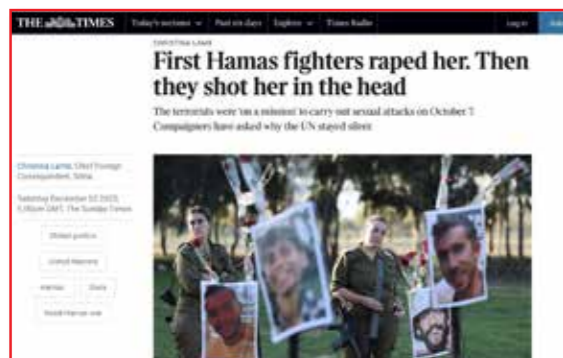 THE TIMES
Today's sections
Past six days
Explore
Times Radio
Log in
CHRISTINA LAMB
First Hamas fighters raped her. Then
they shot her in the head
The terrorists were 'on a mission' to carry out sexual attacks on October 7.
Campaigners have asked why the UN stayed silent
Christina Lamb, Chief Foreign
Correspondent,
The Sunday Times
Global politics
United Nations
Hamas
Israel-Hamas war